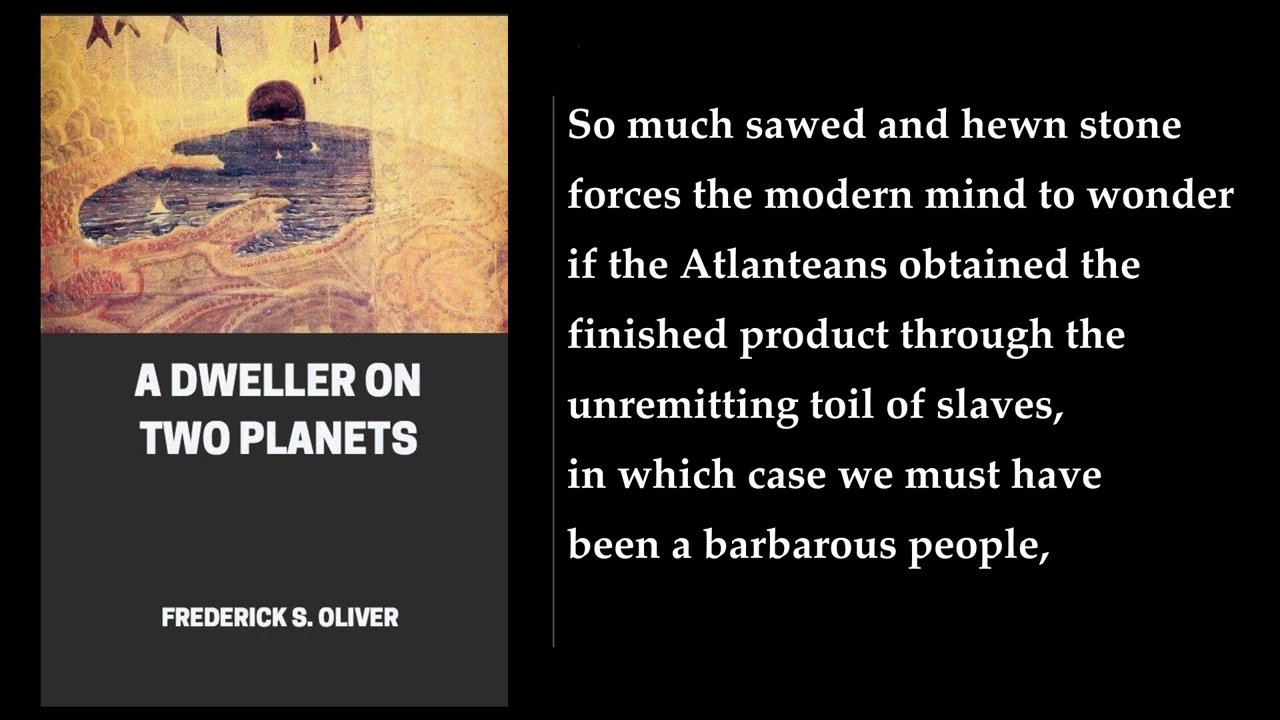 A DWELLER ON
TWO PLANETS
FREDERICK S. OLIVER
So much sawed and hewn stone
forces the modern mind to wonder
if the Atlanteans obtained the
finished product through the
unremitting toil of slaves,
in which case we must have
been a barbarous people,